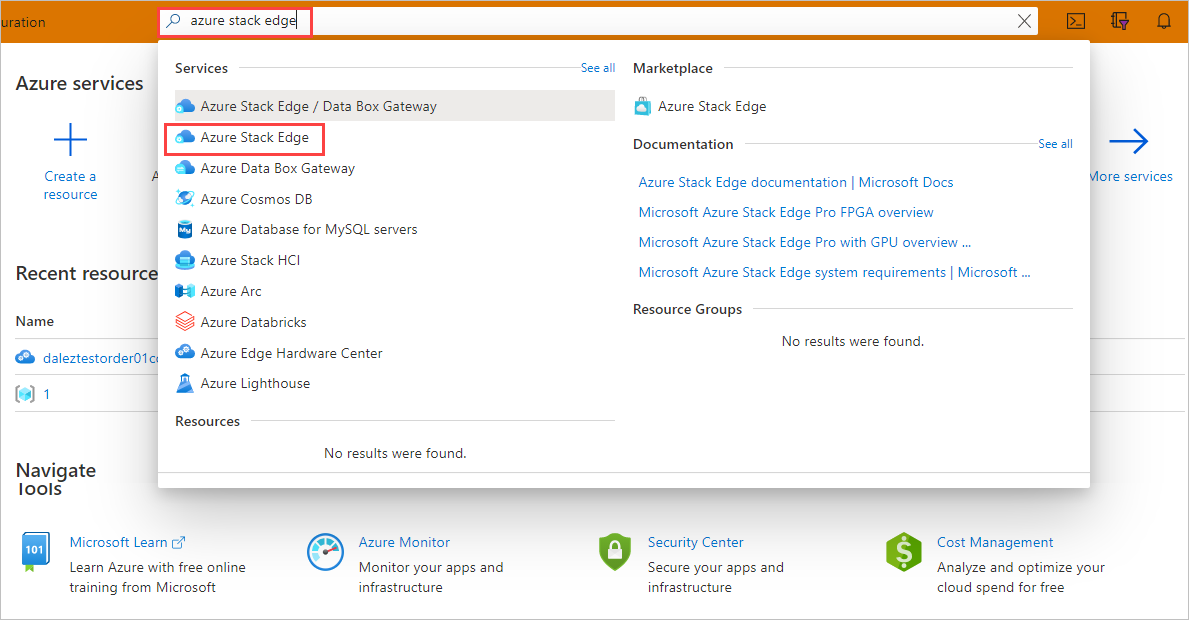 uration
azure stack edge
Azure services
Create a
resource
A
More services
Recent resource
Name
daleztestorder01co
1
Services
See all
Azure Stack Edge / Data Box Gateway
Azure Stack Edge
Azure Data Box Gateway
Azure Cosmos DB
Azure Database for MySQL servers
Azure Stack HCI
Azure Arc
Azure Databricks
Azure Edge Hardware Center
Azure Lighthouse
Resources
No results were found.
Marketplace
Azure Stack Edge
Documentation
See all
Azure Stack Edge documentation | Microsoft Docs
Microsoft Azure Stack Edge Pro FPGA overview
Microsoft Azure Stack Edge Pro with GPU overview ...
Microsoft Azure Stack Edge system requirements | Microsoft ...
Resource Groups
No results were found.
Navigate
Tools
101
Microsoft Learn
Learn Azure with free online
training from Microsoft
Azure Monitor
Monitor your apps and
infrastructure
Security Center
Secure your apps and
infrastructure
$
Cost Management
Analyze and optimize your
cloud spend for free